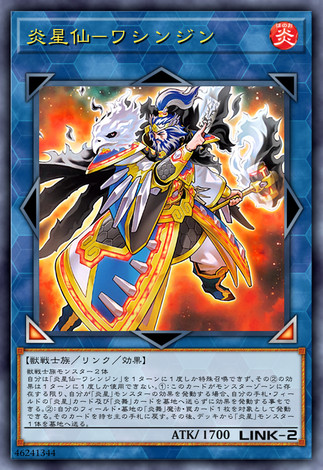 炎星仙－ワシンジン
炎
【獣戦士族／リンク／効果】
獣戦士族モンスター２体
自分は「炎星仙－ワシンジン」を１ターンに１度しか特殊召喚できず、その②の効
果は１ターンに１度しか使用できない。①：このカードがモンスターゾーンに存
在する限り、自分が「炎星」モンスターの効果を発動する場合、自分の手札・フィー
ルドの「炎星」カード及び「炎舞」カードを墓地へ送らずに効果を発動する事もで
きる。②：自分のフィールド・墓地の「炎舞」魔法・罠カード１枚を対象として発動
できる。そのカードを持ち主の手札に戻す。その後、デッキから「炎星」モンスター
１体を墓地へ送る。
ATK/ 1700 LINK-2
46241344